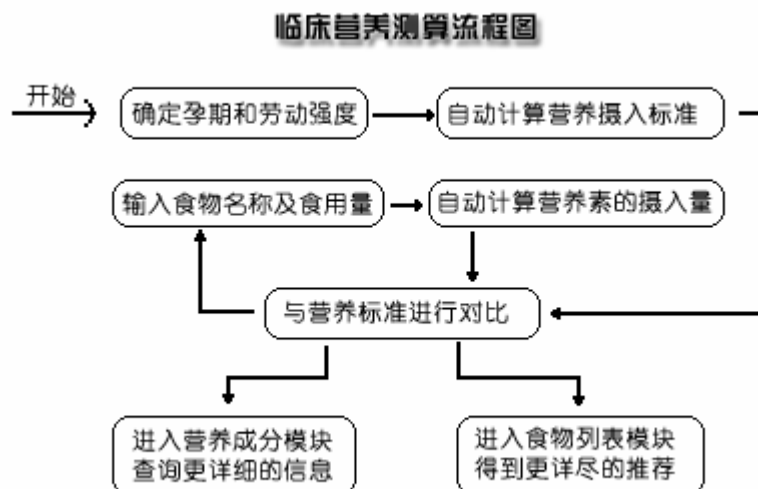 临床营养测算流程图
开始
确定孕期和劳动强度
自动计算营养摄入标准
输入食物名称及食用量
自动计算营养素的摄入量
与营养标准进行对比
进入营养成分模块
查询更详细的信息
进入食物列表模块
得到更详尽的推荐